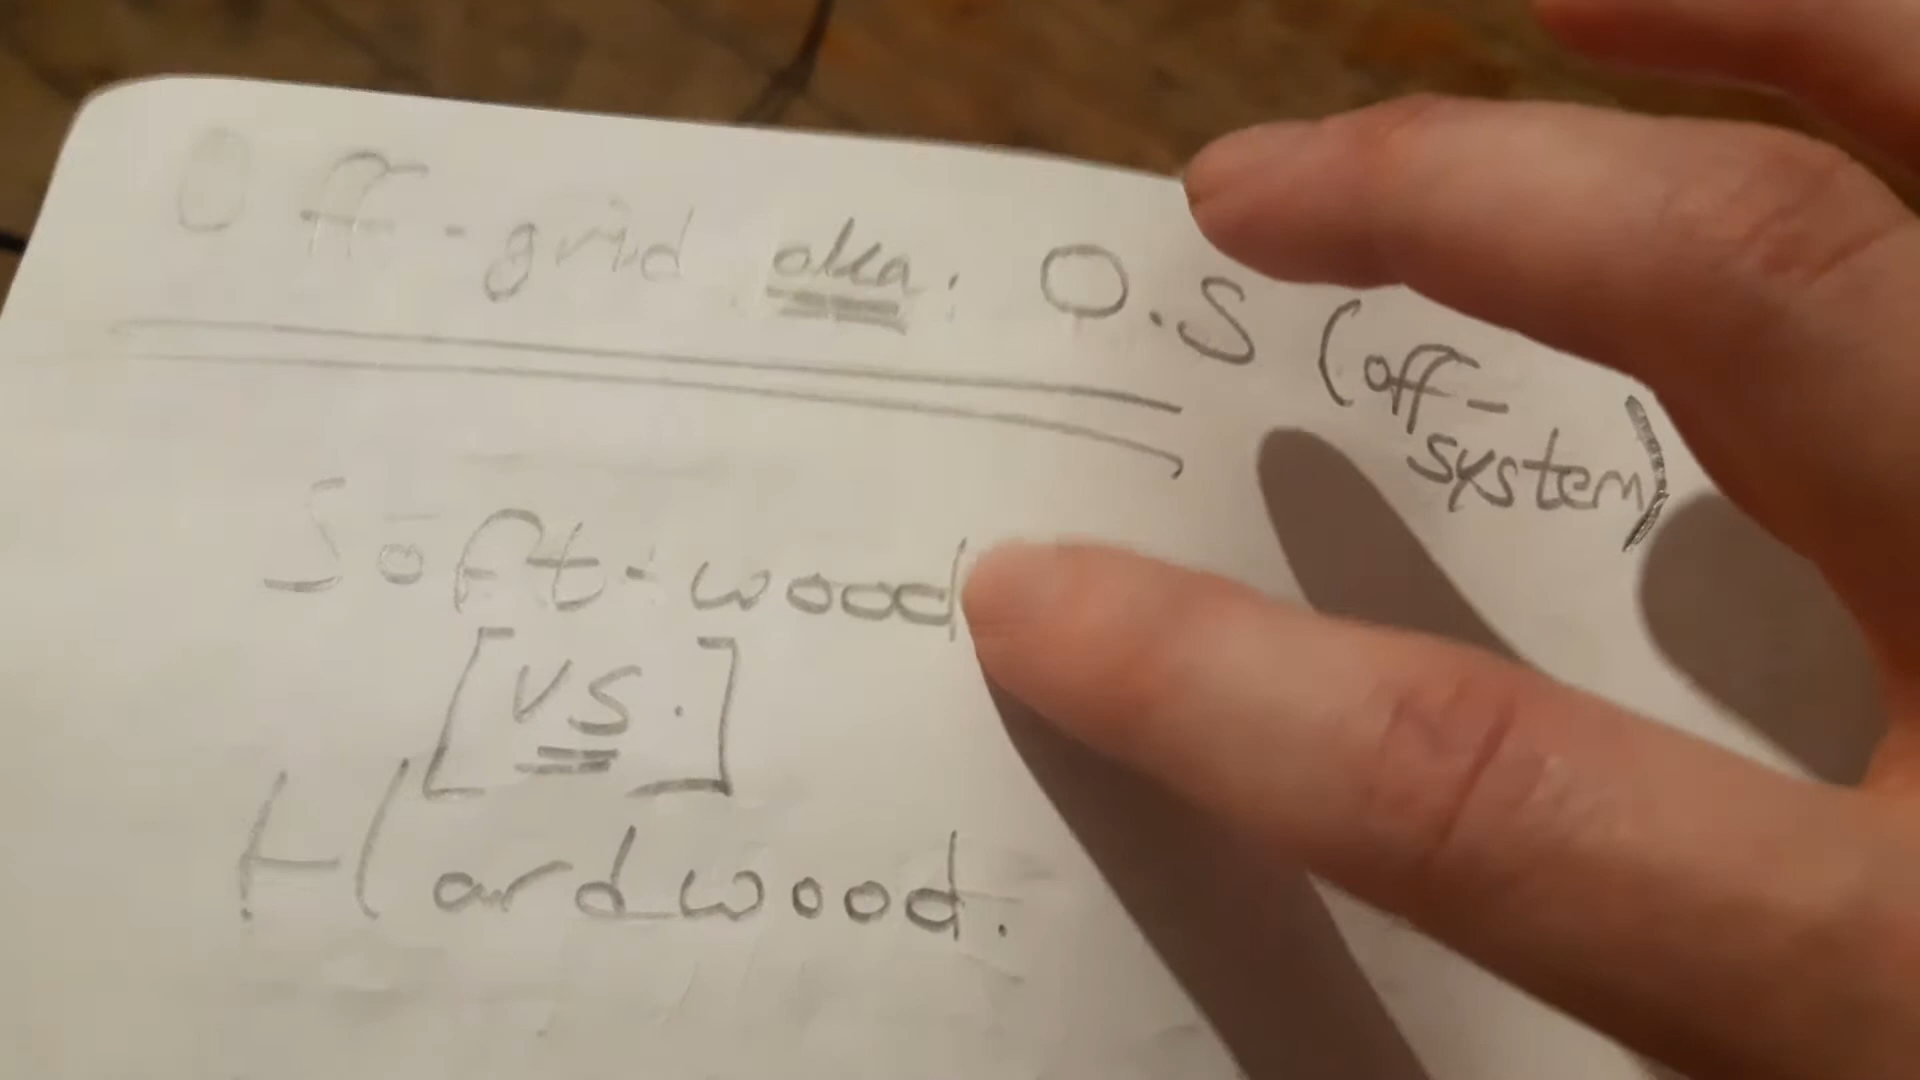 Off-grid aka: O.S (off-
system)
Soft-wood
[vs.]
Hardwood.